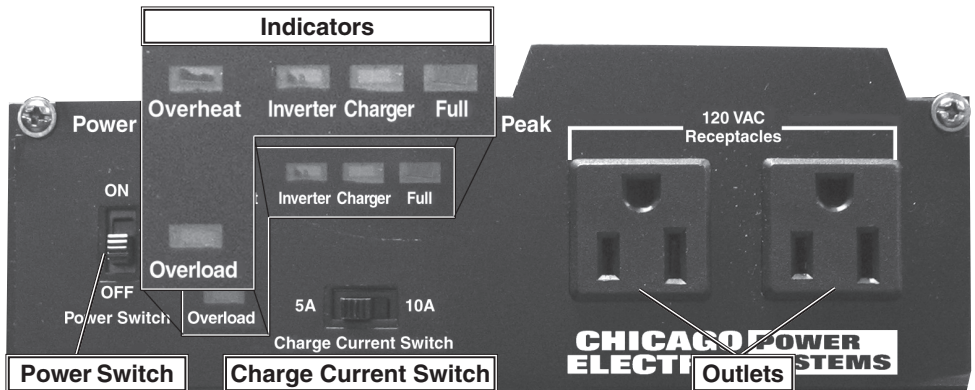 Indicators
Overheat Inverter Charger Full
Overload
Power
Peak
120 VAC
Receptacles
Inverter Charger Full
ON
OFF
Power Switch
Overload
5A 10A
Charge Current Switch
CHICAGO POWER
Power Switch
Charge Current Switch
Outlets